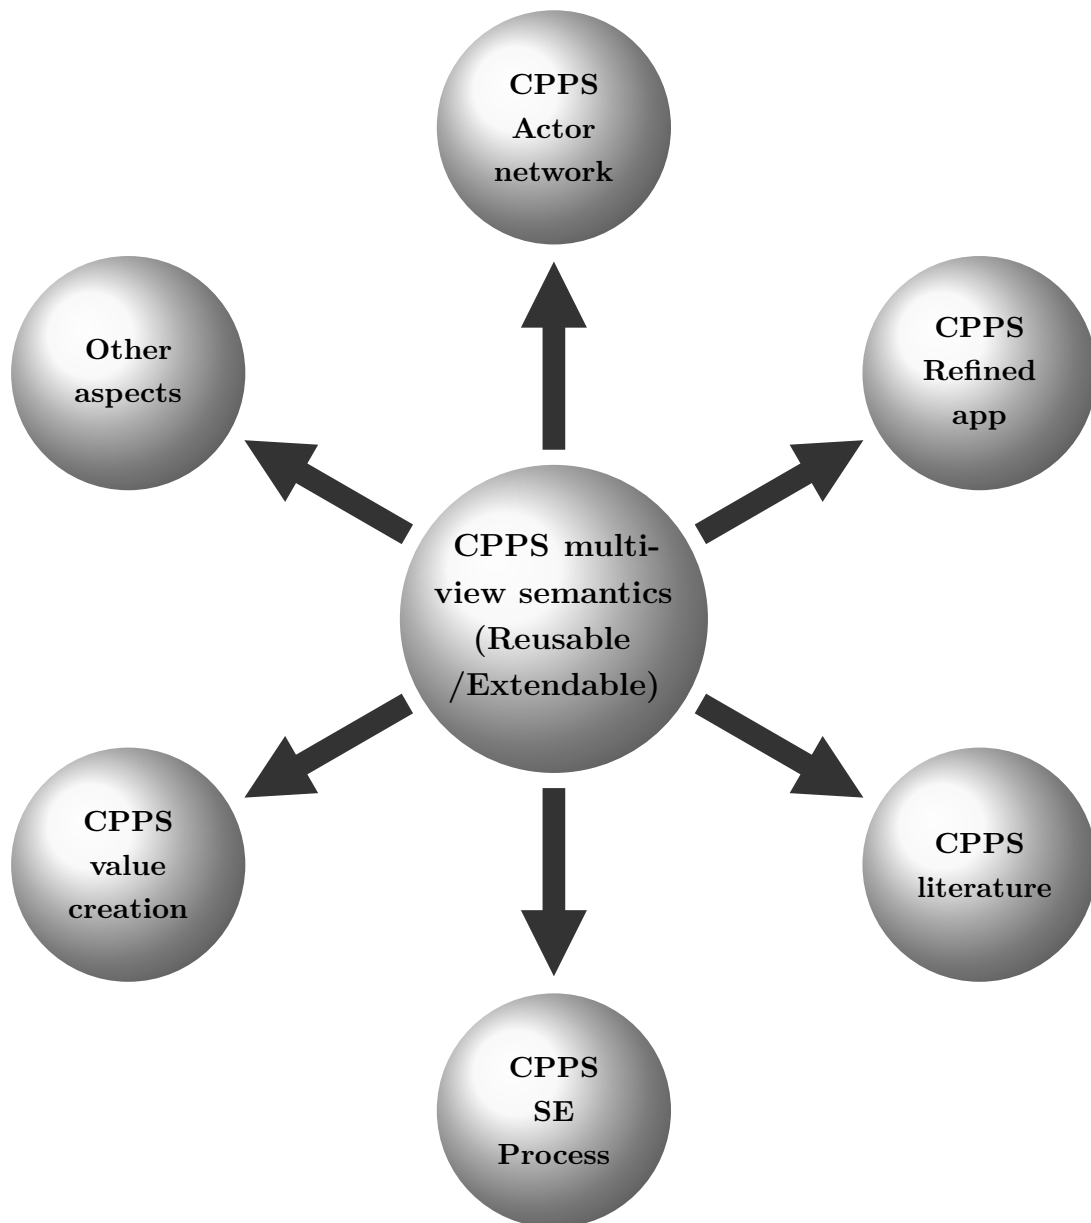 CPPS
Actor
network
Other
aspects
CPPS
Refined
app
CPPS multi-
view semantics
(Reusable
/Extendable)
CPPS
value
creation
CPPS
literature
CPPS
SE
Process